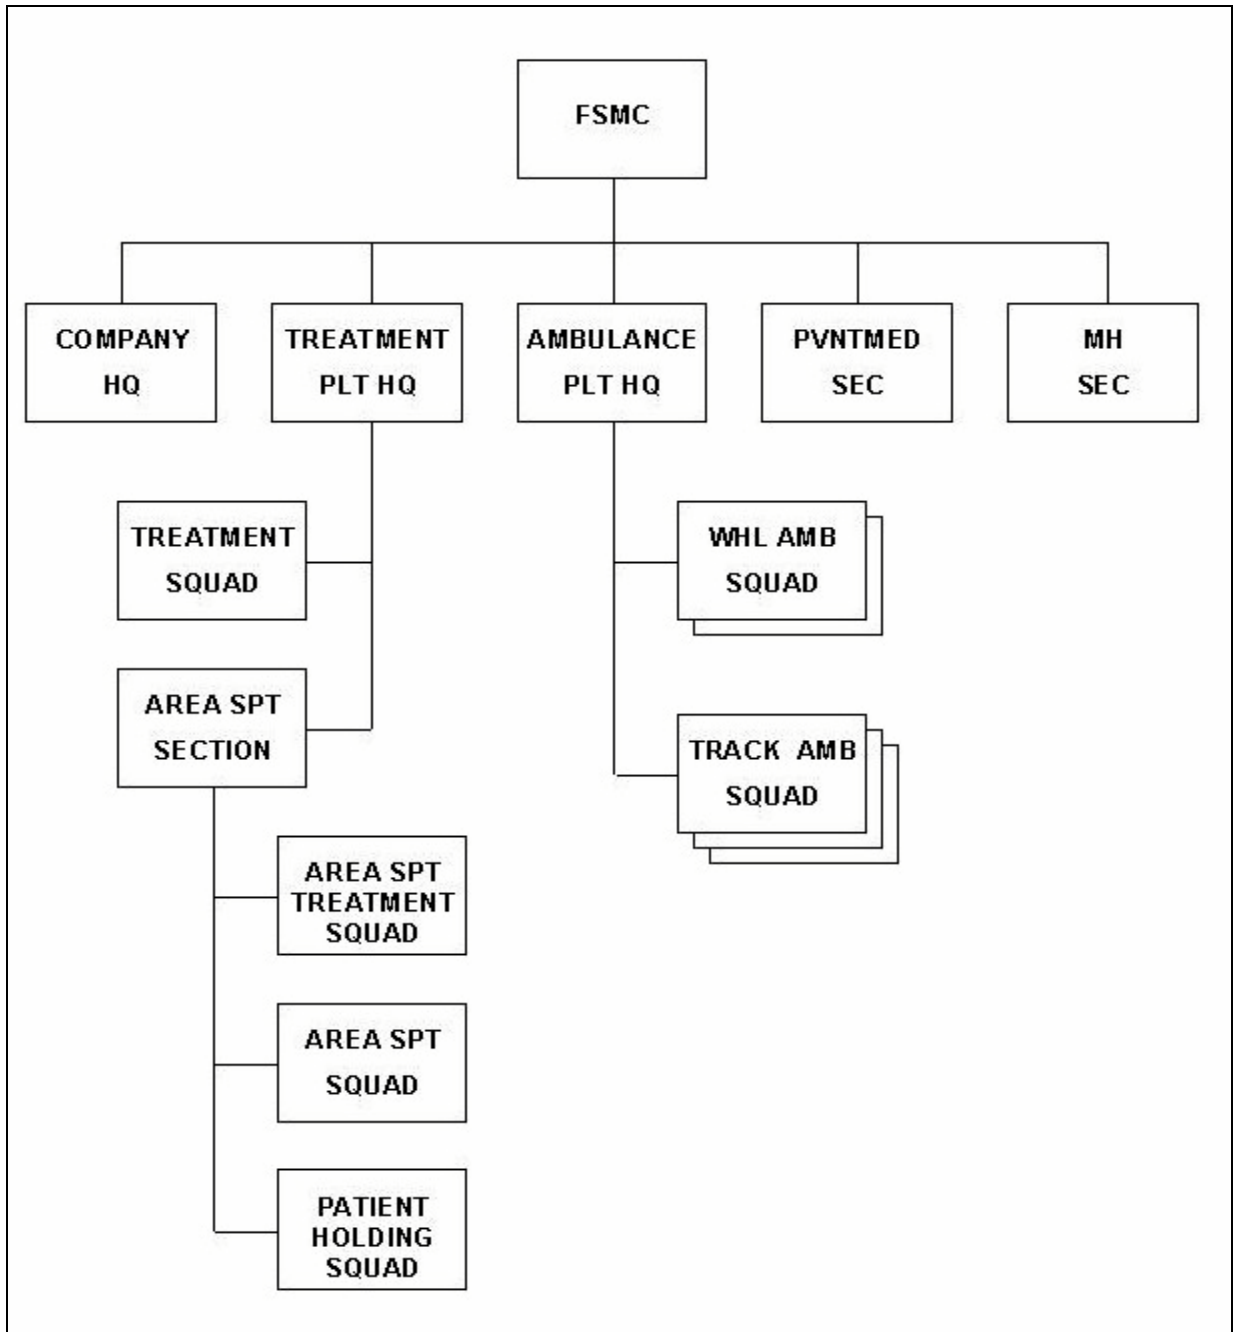 FSMC
COMPANY
HQ
TREATMENT
PLT HQ
AMBULANCE
PLT HQ
PVNTMED
SEC
MH
SEC
TREATMENT
SQUAD
AREA SPT
SECTION
AREA SPT
TREATMENT
SQUAD
AREA SPT
SQUAD
PATIENT
HOLDING
SQUAD
WHL AMB
SQUAD
TRACK AMB
SQUAD